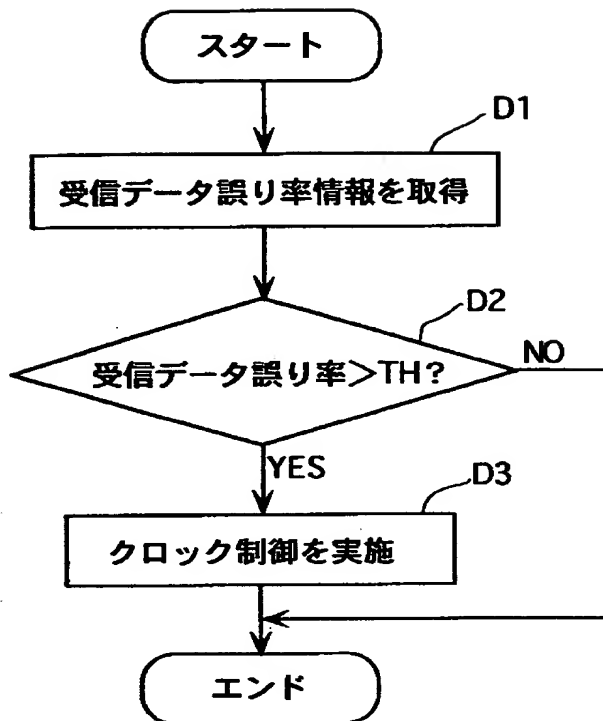 スタート
D1
受信データ誤り率情報を取得
D2
受信データ誤り率>TH?
NO
YES
D3
クロック制御を実施
エンド